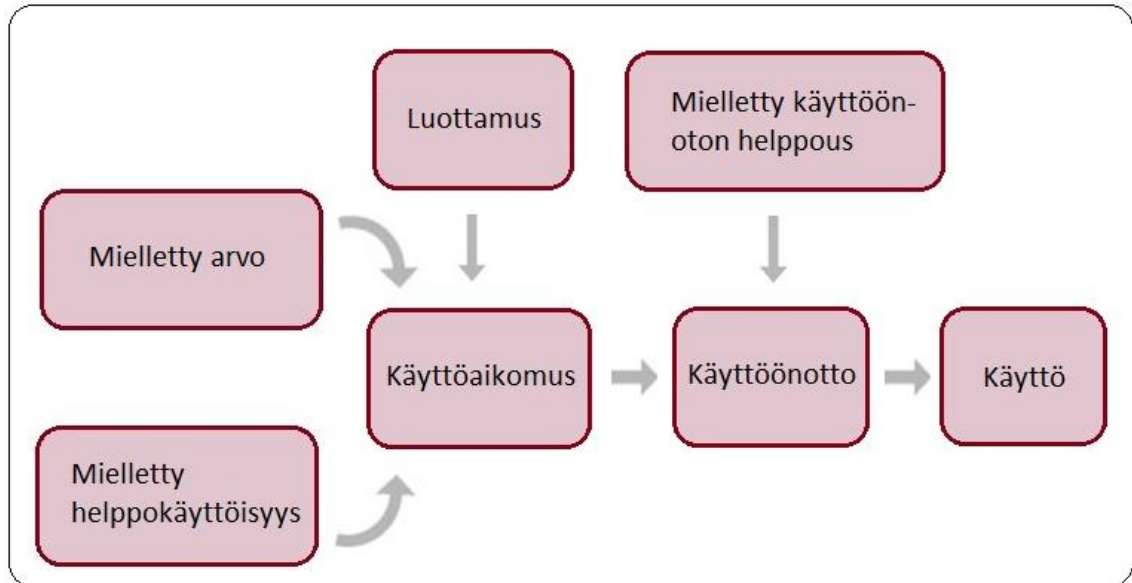 Luottamus
Mielletty käyttöön-
oton helppous
Mielletty arvo
Käyttöaikomus
Käyttöönotto
Käyttö
Mielletty
helppokäyttöisyys